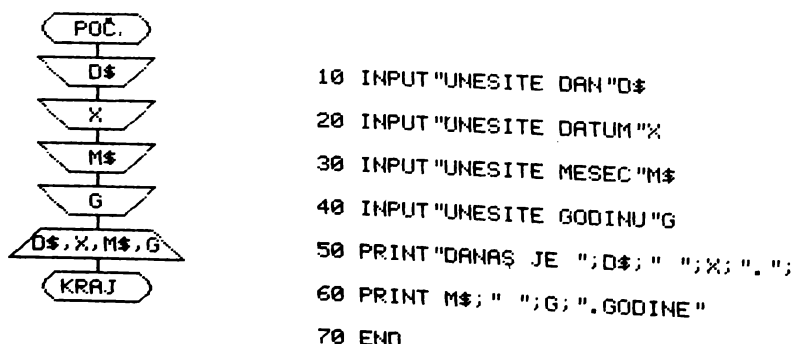 POČ.
D$
X
M$
G
D$,X,M$,G
KRAJ
10 INPUT"UNESITE DAN"D$
20 INPUT"UNESITE DATUM"X
30 INPUT"UNESITE MESEC"M$
40 INPUT"UNESITE GODINU"G
50 PRINT"DANAS JE ";D$;" ";X;".";
60 PRINT M$;" ";G;".GODINE"
70 END